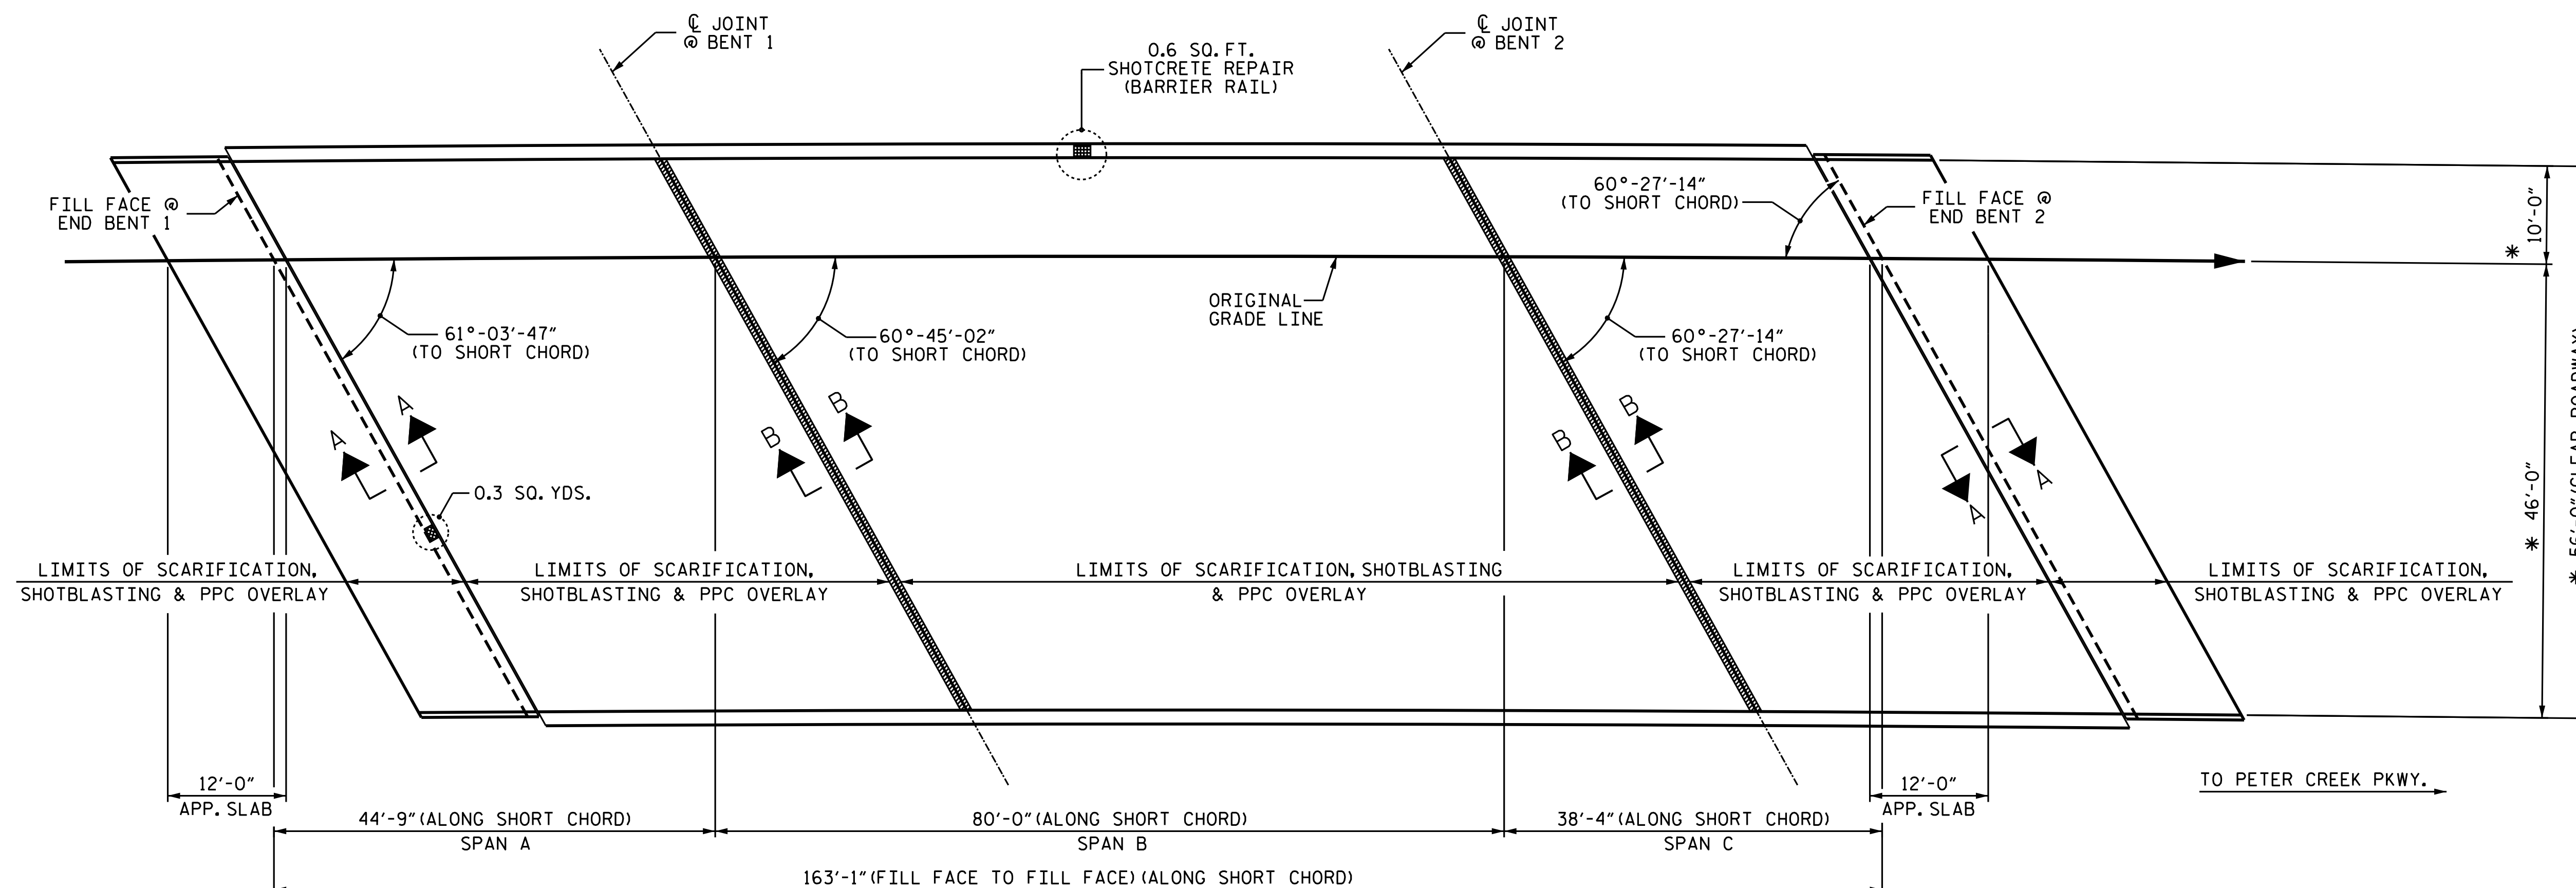 ℄ JOINT
@ BENT 1
0.6 SQ. FT.
SHOTCRETE REPAIR
(BARRIER RAIL)
℄ JOINT
@ BENT 2
FILL FACE @
END BENT 1
60°-27'-14"
(TO SHORT CHORD)
FILL FACE @
END BENT 2
* 10'-0"
61°-03'-47"
(TO SHORT CHORD)
60°-45'-02"
(TO SHORT CHORD)
ORIGINAL
GRADE LINE
60°-27'-14"
(TO SHORT CHORD)
A
A
B
B
B
B
A
A
0.3 SQ. YDS.
* 46'-0"
LIMITS OF SCARIFICATION,
SHOTBLASTING & PPC OVERLAY
LIMITS OF SCARIFICATION,
SHOTBLASTING & PPC OVERLAY
LIMITS OF SCARIFICATION, SHOTBLASTING
& PPC OVERLAY
LIMITS OF SCARIFICATION,
SHOTBLASTING & PPC OVERLAY
LIMITS OF SCARIFICATION,
SHOTBLASTING & PPC OVERLAY
12'-0"
APP. SLAB
12'-0"
APP. SLAB
TO PETER CREEK PKWY.
44'-9" (ALONG SHORT CHORD)
SPAN A
80'-0" (ALONG SHORT CHORD)
SPAN B
38'-4" (ALONG SHORT CHORD)
SPAN C
163'-1" (FILL FACE TO FILL FACE) (ALONG SHORT CHORD)